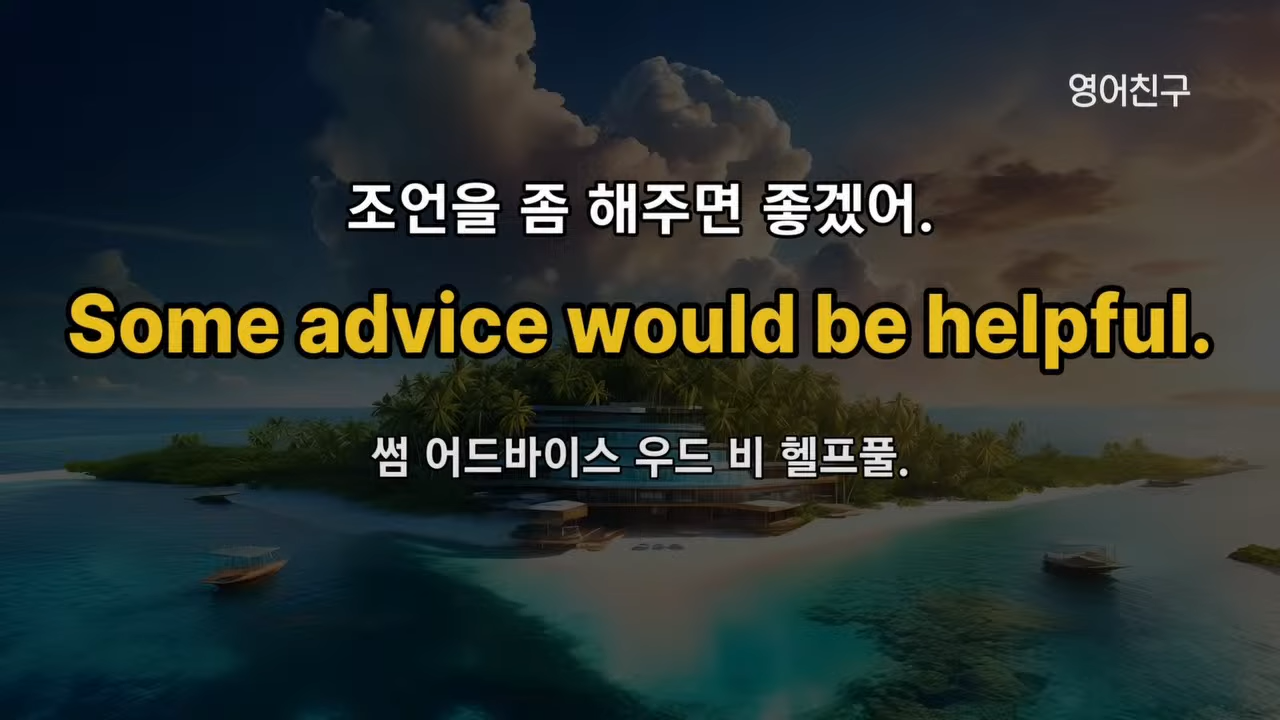 영어친구
조언을 좀 해주면 좋겠어.
Some advice would be helpful.
썸 어드바이스 우드 비 헬프풀.